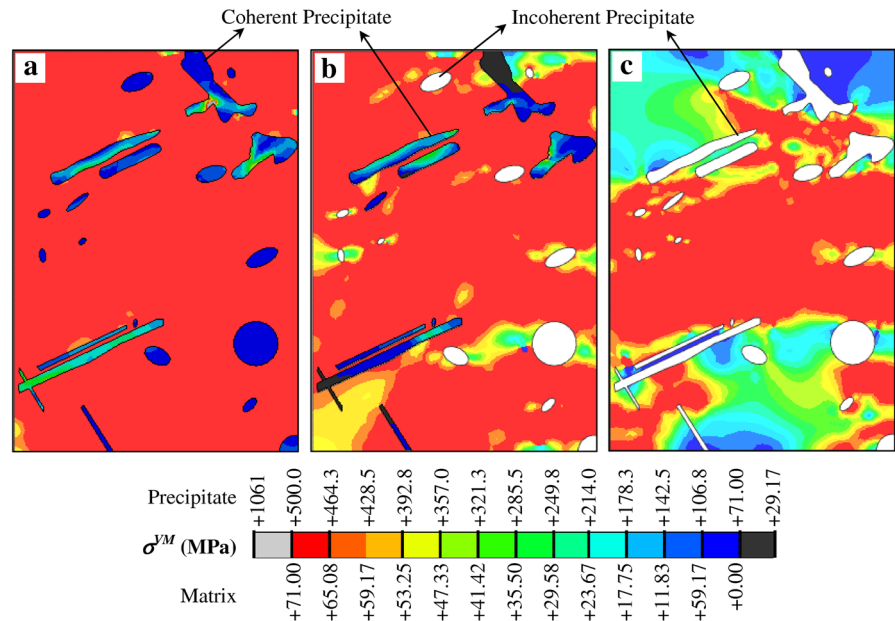 Coherent Precipitate Incoherent Precipitate
a b c
Precipitate +1061 +500.0 +464.3 +428.5 +392.8 +357.0 +321.3 +285.5 +249.8 +214.0 +178.3 +142.5 +106.8 +71.00 +29.17
σVM (MPa)
Matrix +71.00 +65.08 +59.17 +53.25 +47.33 +41.42 +35.50 +29.58 +23.67 +17.75 +11.83 +59.17 +0.00